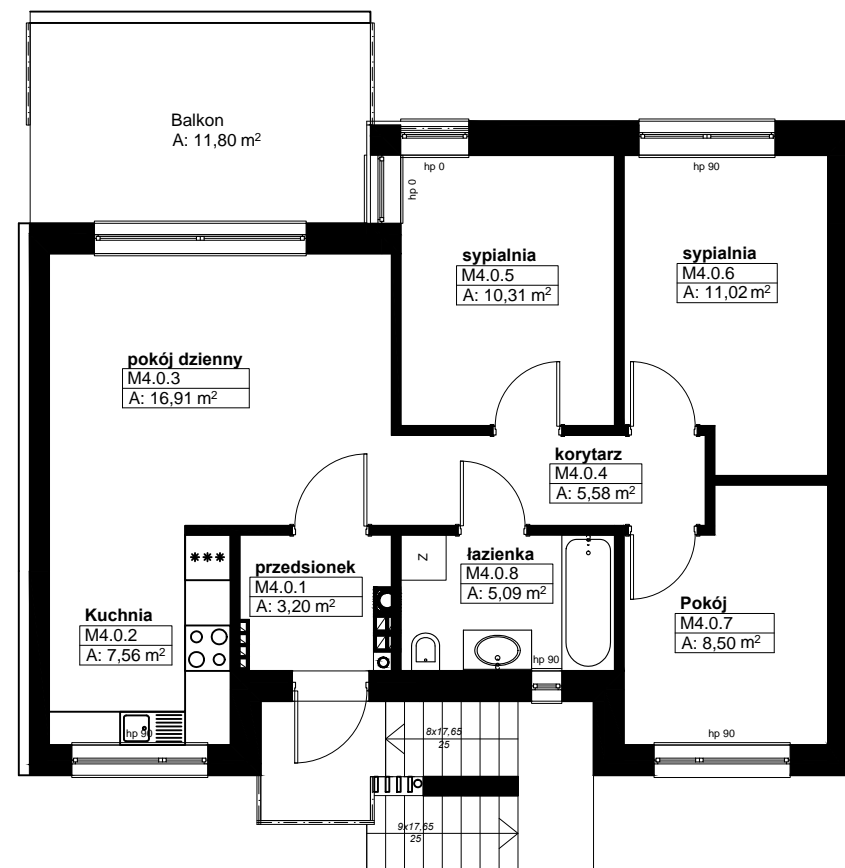 Balkon
A: 11,80 m²
hp 0
hp 0
hp 90
sypialnia
M4.0.5
A: 10,31 m²
sypialnia
M4.0.6
A: 11,02 m²
pokój dzienny
M4.0.3
A: 16,91 m²
korytarz
M4.0.4
A: 5,58 m²
***
przedsionek
M4.0.1
A: 3,20 m²
Z
łazienka
M4.0.8
A: 5,09 m²
Kuchnia
M4.0.2
A: 7,56 m²
Pokój
M4.0.7
A: 8,50 m²
hp 90
hp 90
hp 90
8x17,65
25
9x17,65
25